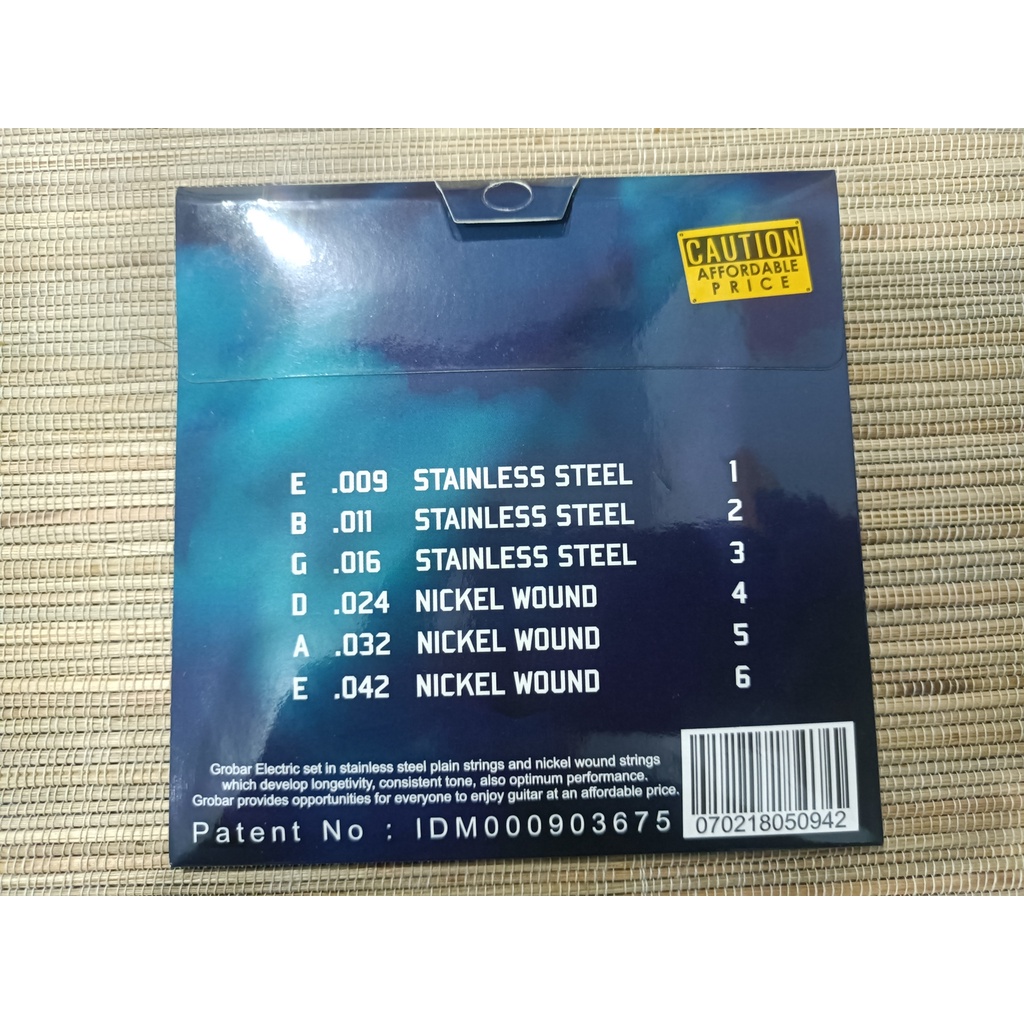 CAUTION
AFFORDABLE
PRICE
E .009 STAINLESS STEEL 1
B .011 STAINLESS STEEL 2
G .016 STAINLESS STEEL 3
D .024 NICKEL WOUND 4
A .032 NICKEL WOUND 5
E .042 NICKEL WOUND 6
Grobar Electric set in stainless steel plain strings and nickel wound strings
which develop longetivity, consistent tone, also optimum performance.
Grobar provides opportunities for everyone to enjoy guitar at an affordable price.
Patent No : IDM000903675
070218050942